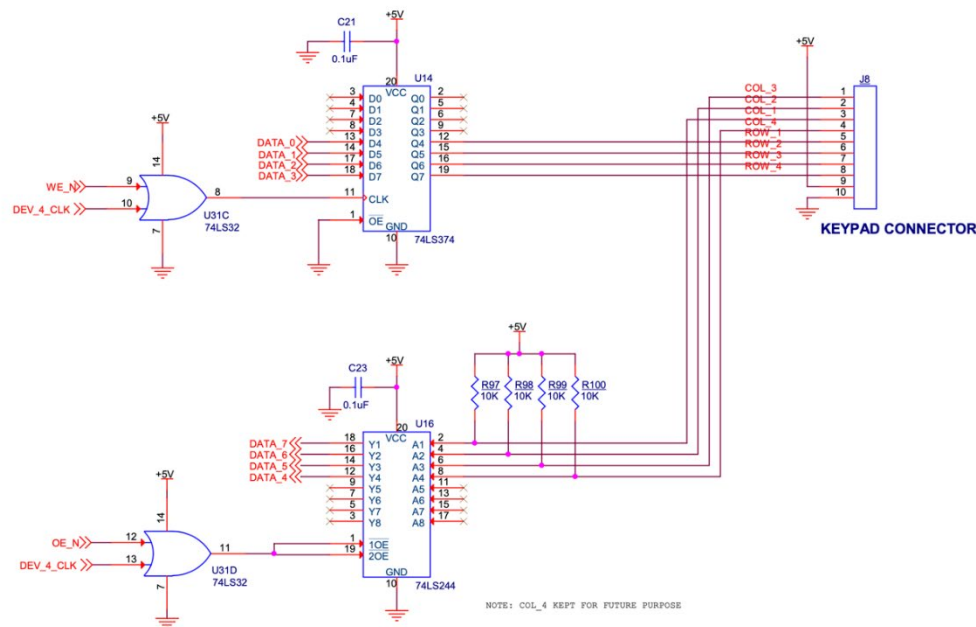 +5V
C21
0.1uF
U14
20
VCC
3 D0 Q0 2
4 D1 Q1 5
7 D2 Q2 6
8 D3 Q3 9
DATA_0 13 D4 Q4 12
DATA_1 14 D5 Q5 15
DATA_2 17 D6 Q6 16
DATA_3 18 D7 Q7 19
11 CLK
1 OE
GND
10
74LS374
+5V
14
WE_N 9
8
DEV_4_CLK 10
U31C
7 74LS32
+5V
J8
COL_3 1
COL_2 2
COL_1 3
COL_4 4
ROW_1 5
ROW_2 6
ROW_3 7
ROW_4 8
9
10
KEYPAD CONNECTOR
+5V
R97 R98 R99 R100
10K 10K 10K 10K
+5V
C23
0.1uF
U16
20
VCC
DATA_7 18 Y1 A1 2
DATA_6 16 Y2 A2 4
DATA_5 14 Y3 A3 6
DATA_4 12 Y4 A4 8
9 Y5 A5 11
7 Y6 A6 13
5 Y7 A7 15
3 Y8 A8 17
1 1OE
19 2OE
GND
10
74LS244
+5V
14
OE_N 12
11
DEV_4_CLK 13
U31D
7 74LS32
NOTE: COL_4 KEPT FOR FUTURE PURPOSE